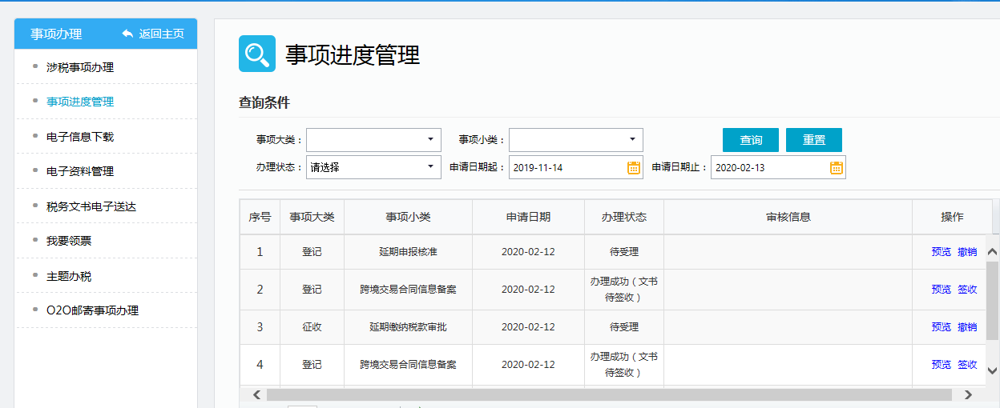 事项办理 返回主页
涉税事项办理
事项进度管理
电子信息下载
电子资料管理
税务文书电子送达
我要领票
主题办税
O2O邮寄事项办理
事项进度管理
查询条件
事项大类： 事项小类： 查询 重置
办理状态： 请选择 申请日期起： 2019-11-14 申请日期止： 2020-02-13
序号 事项大类 事项小类 申请日期 办理状态 审核信息 操作
1 登记 延期申报核准 2020-02-12 待受理 预览 撤销
2 登记 跨境交易合同信息备案 2020-02-12 办理成功（文书
待签收） 预览 签收
3 征收 延期缴纳税款审批 2020-02-12 待受理 预览 撤销
4 登记 跨境交易合同信息备案 2020-02-12 办理成功（文书
待签收） 预览 签收